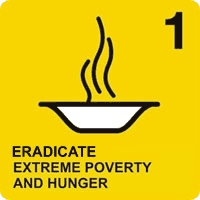 1
ERADICATE
EXTREME POVERTY
AND HUNGER